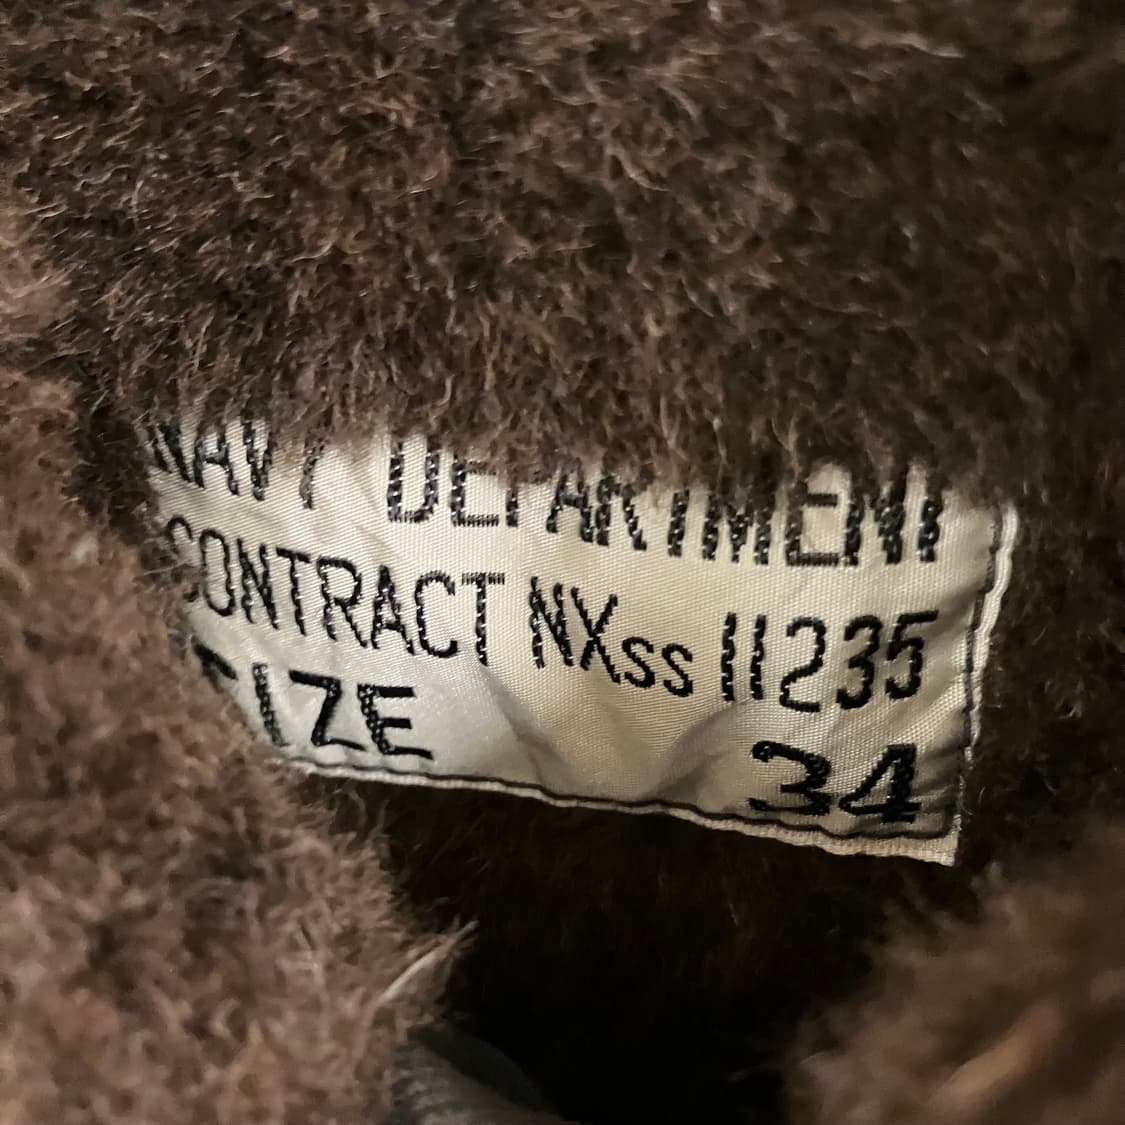 NAVY DEPARTMENT
CONTRACT NXss 11235
SIZE 34